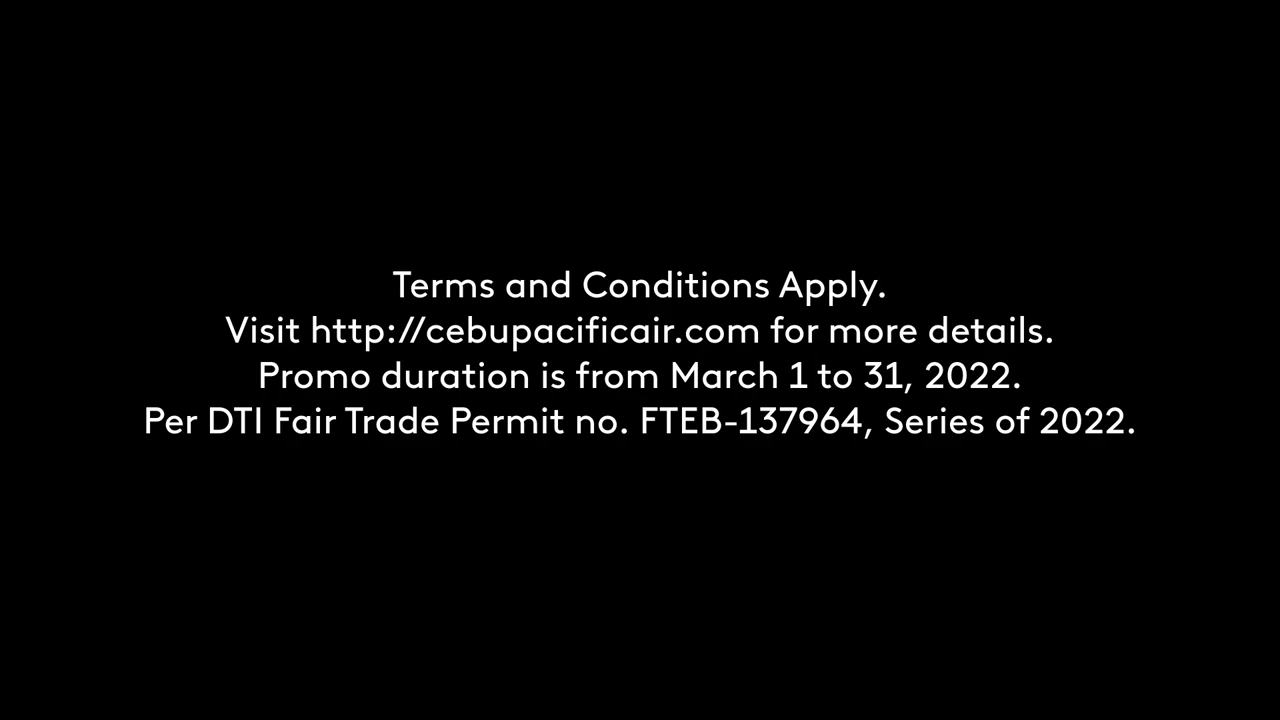 Terms and Conditions Apply.
Visit http://cebupacificair.com for more details.
Promo duration is from March 1 to 31, 2022.
Per DTI Fair Trade Permit no. FTEB-137964, Series of 2022.